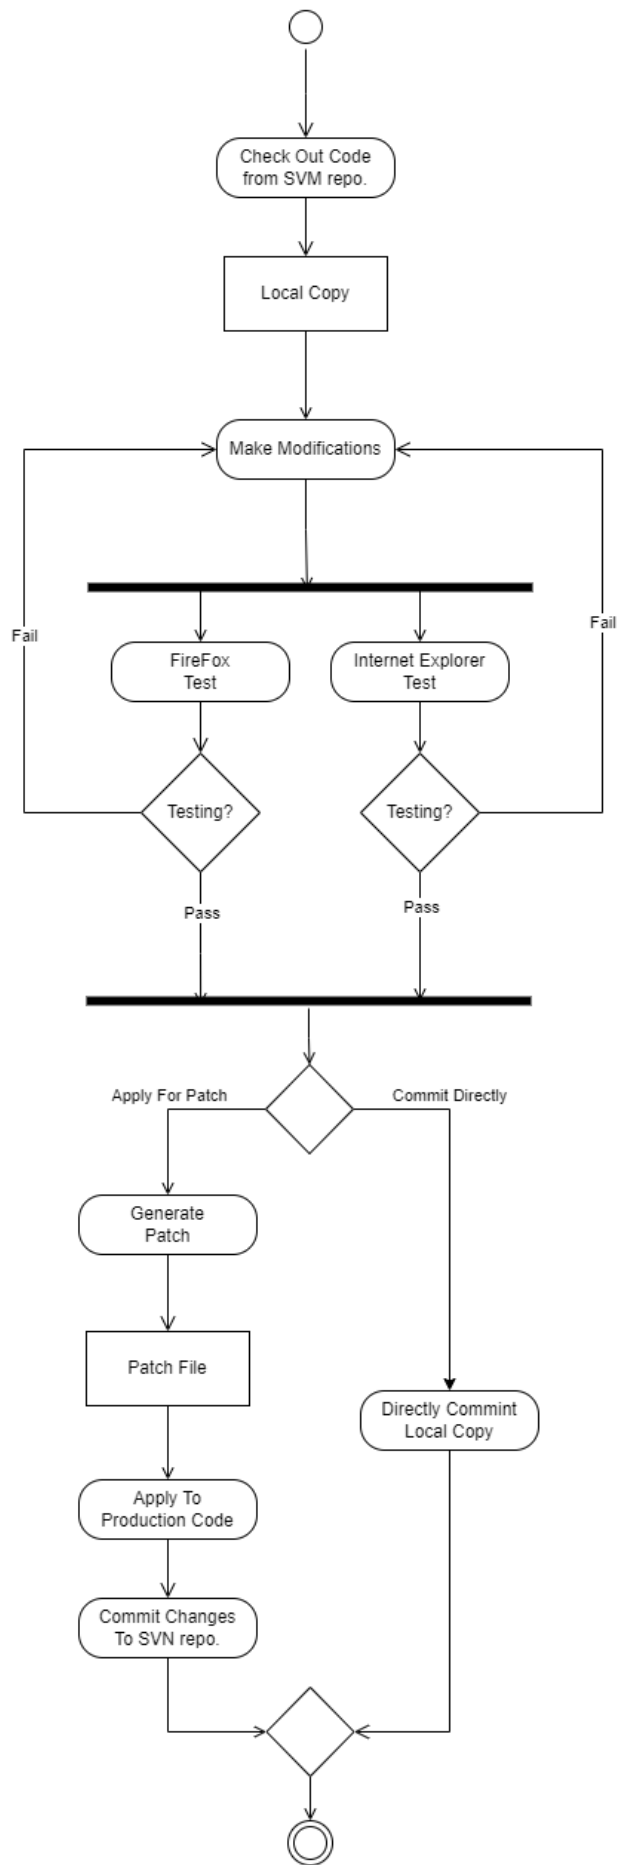 Check Out Code
from SVM repo.
Local Copy
Make Modifications
Fail
Fail
FireFox
Test
Internet Explorer
Test
Testing?
Testing?
Pass
Pass
Apply For Patch
Commit Directly
Generate
Patch
Patch File
Directly Commint
Local Copy
Apply To
Production Code
Commit Changes
To SVN repo.